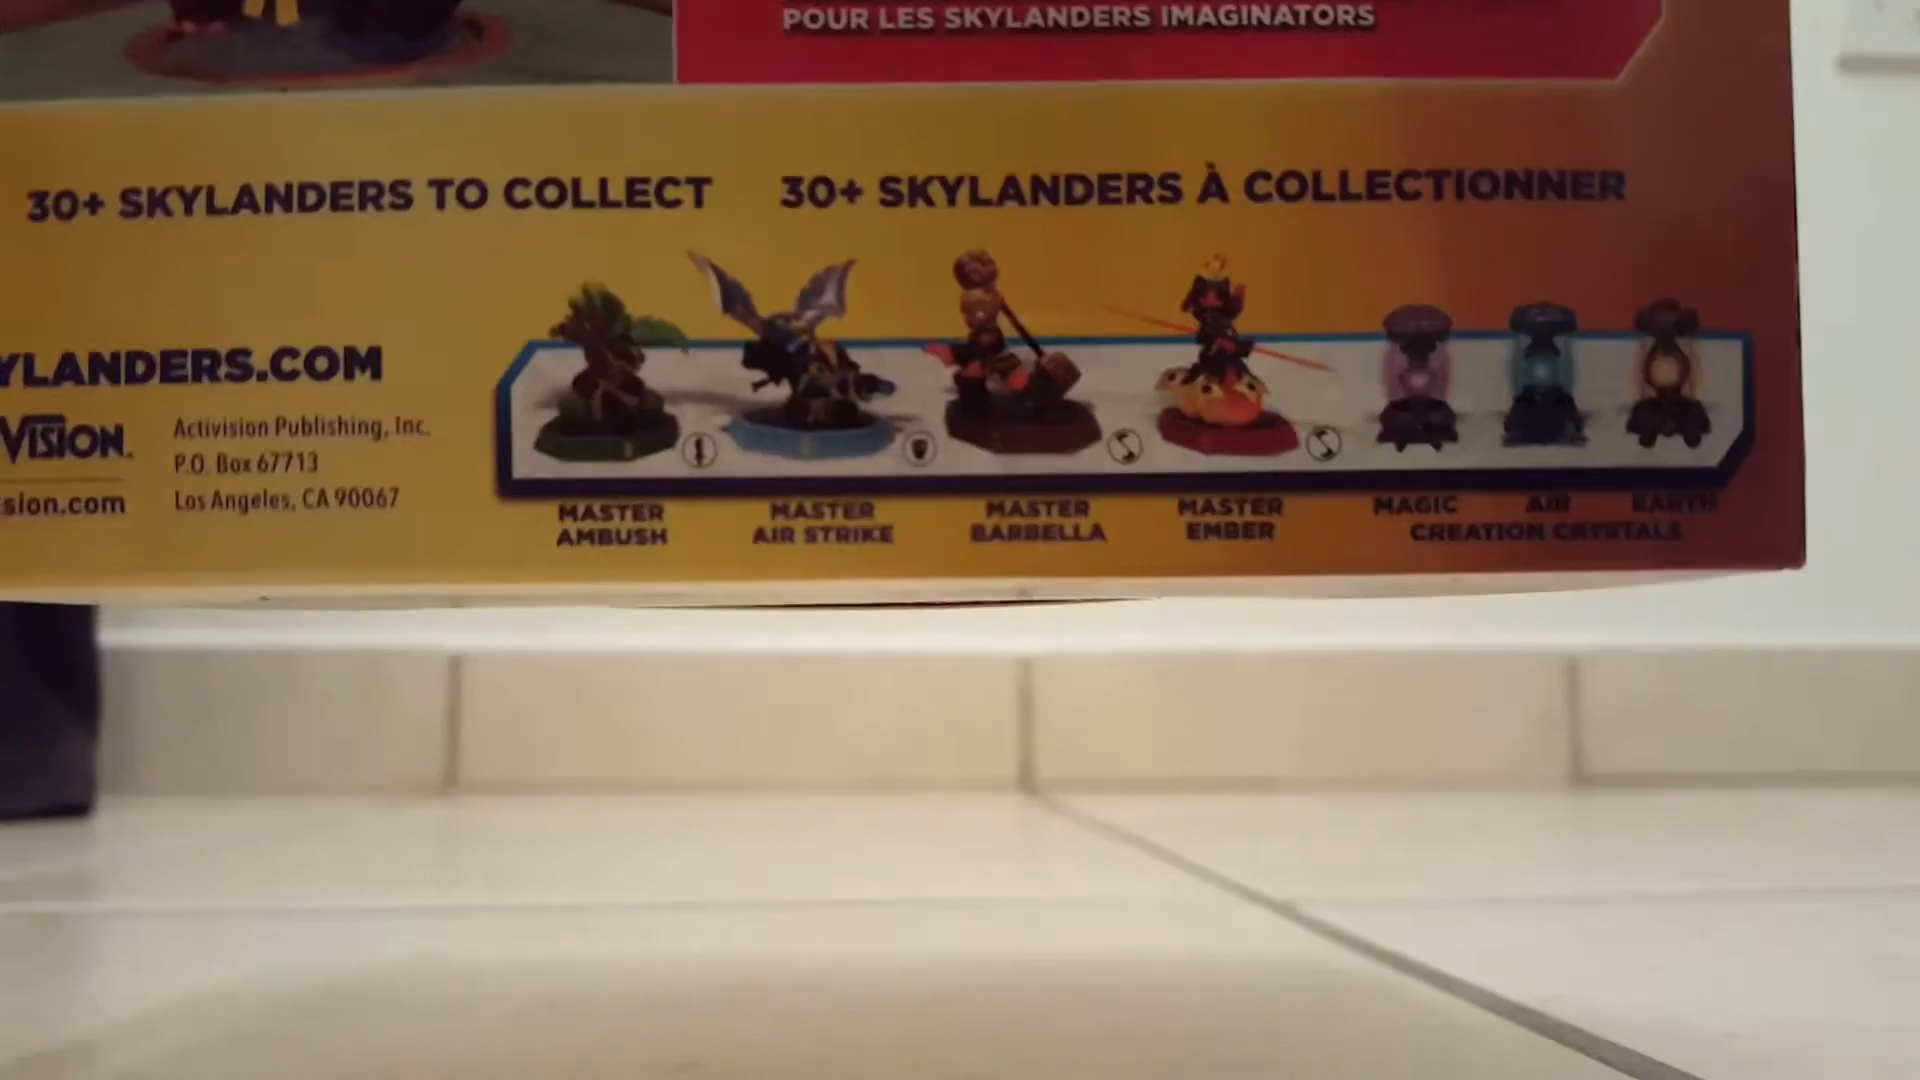 POUR LES SKYLANDERS IMAGINATORS
30+ SKYLANDERS TO COLLECT
30+ SKYLANDERS À COLLECTIONNER
YLANDERS.COM
VISION.
sion.com
Activision Publishing, Inc.
P.O. Box 67713
Los Angeles, CA 90067
MASTER
AMBUSH
MASTER
AIR STRIKE
MASTER
BARBELLA
MASTER
EMBER
MAGIC
AIR
EARTH
CREATION CRYSTALS